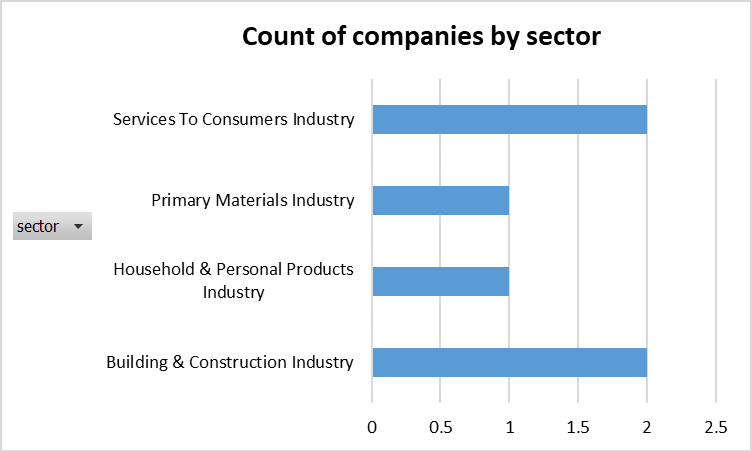 Count of companies by sector
Services To Consumers Industry
Primary Materials Industry
sector
Household & Personal Products
Industry
Building & Construction Industry
0 0.5 1 1.5 2 2.5